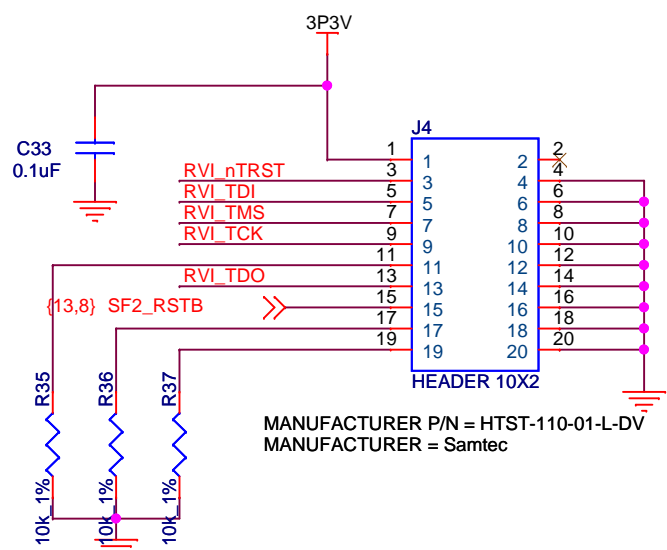 3P3V
J4
C33
0.1uF
1 1 2 2
RVI_nTRST 3 3 4 4
RVI_TDI 5 5 6 6
RVI_TMS 7 7 8 8
RVI_TCK 9 9 10 10
11 11 12 12
RVI_TDO 13 13 14 14
{13,8} SF2_RSTB 15 15 16 16
17 17 18 18
19 19 20 20
HEADER 10X2
R35 R36 R37
MANUFACTURER P/N = HTST-110-01-L-DV
MANUFACTURER = Samtec
10k_1% 10k_1% 10k_1%